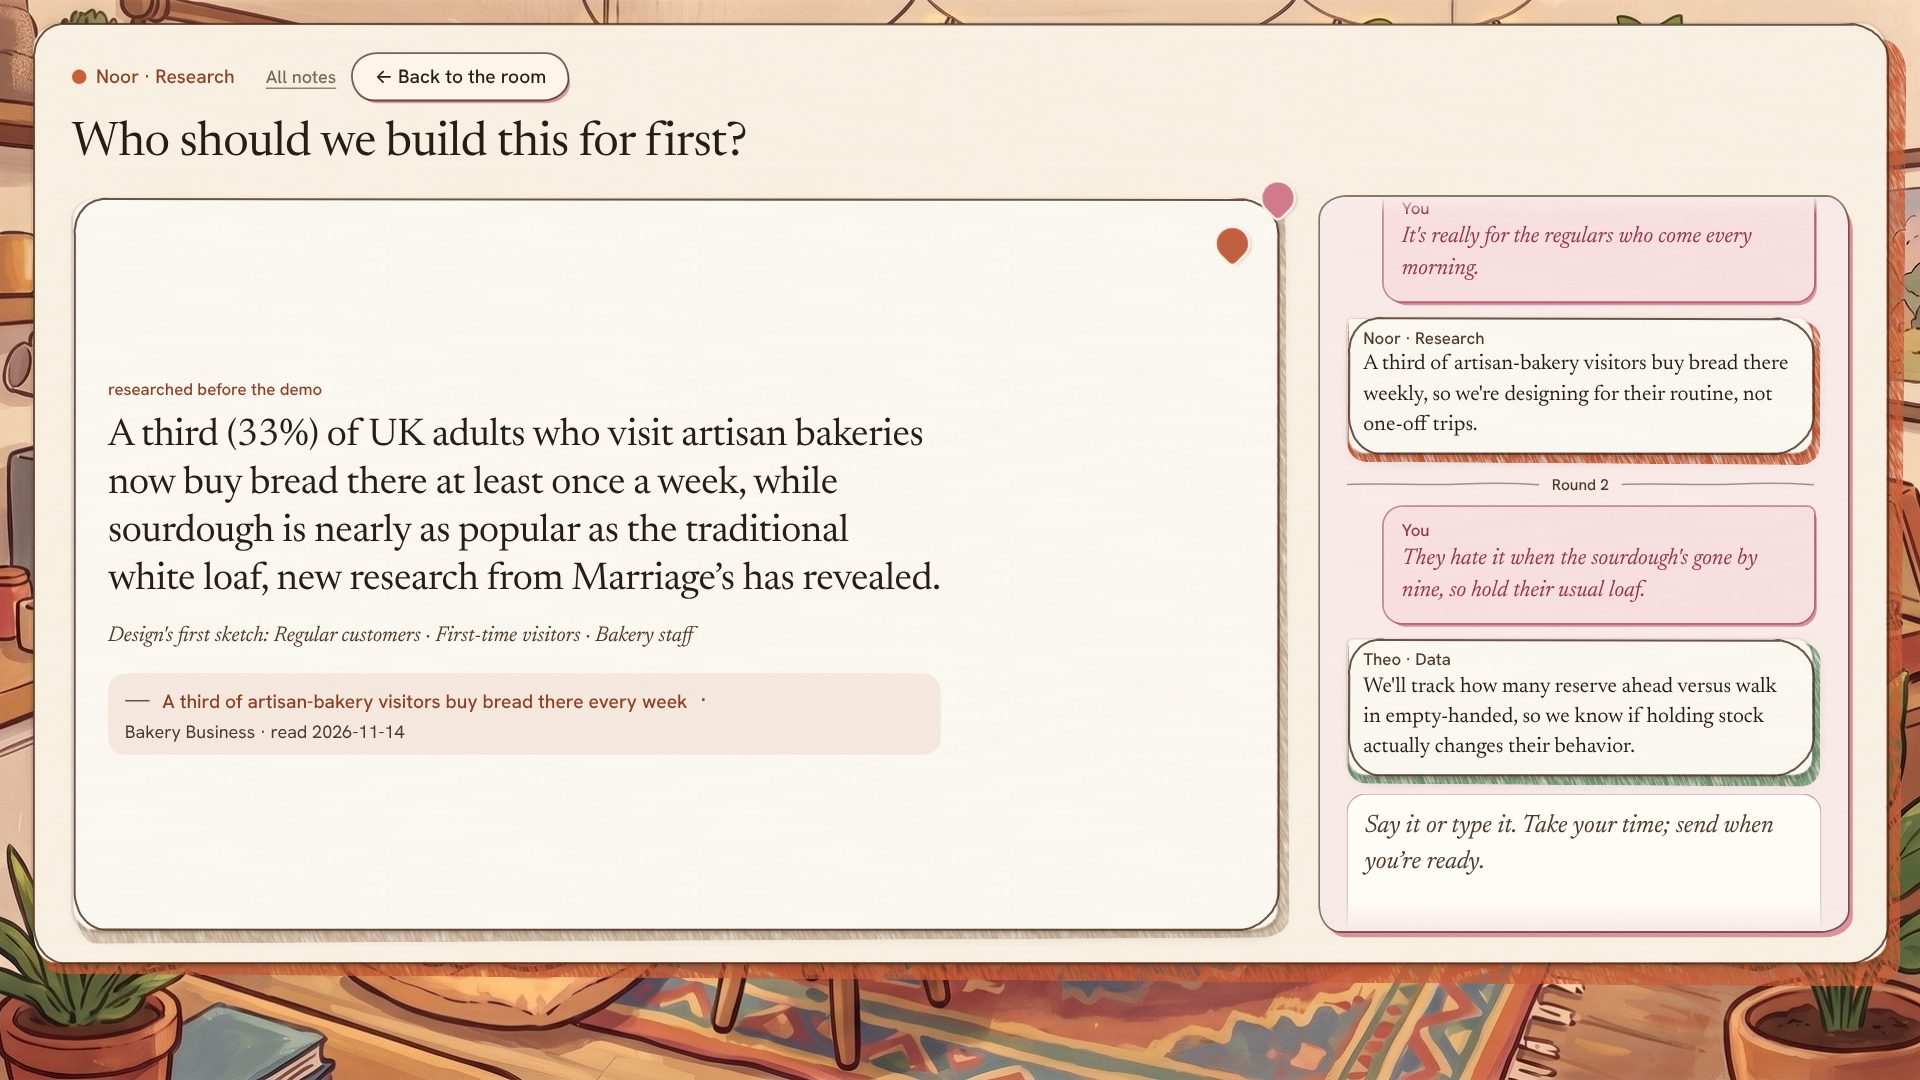 Noor · Research
All notes
← Back to the room
Who should we build this for first?
researched before the demo
A third (33%) of UK adults who visit artisan bakeries
now buy bread there at least once a week, while
sourdough is nearly as popular as the traditional
white loaf, new research from Marriage’s has revealed.
Design's first sketch: Regular customers · First-time visitors · Bakery staff
— A third of artisan-bakery visitors buy bread there every week ·
Bakery Business · read 2026-11-14
You
It's really for the regulars who come every
morning.
Noor · Research
A third of artisan-bakery visitors buy bread there
weekly, so we're designing for their routine, not
one-off trips.
Round 2
You
They hate it when the sourdough's gone by
nine, so hold their usual loaf.
Theo · Data
We'll track how many reserve ahead versus walk
in empty-handed, so we know if holding stock
actually changes their behavior.
Say it or type it. Take your time; send when
you’re ready.